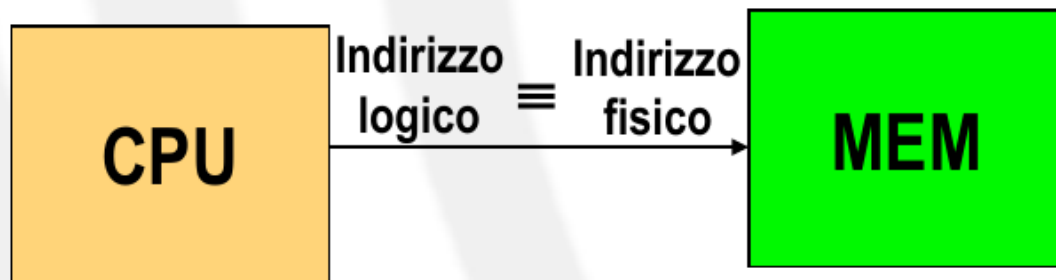 CPU
Indirizzo
logico
≡
Indirizzo
fisico
MEM